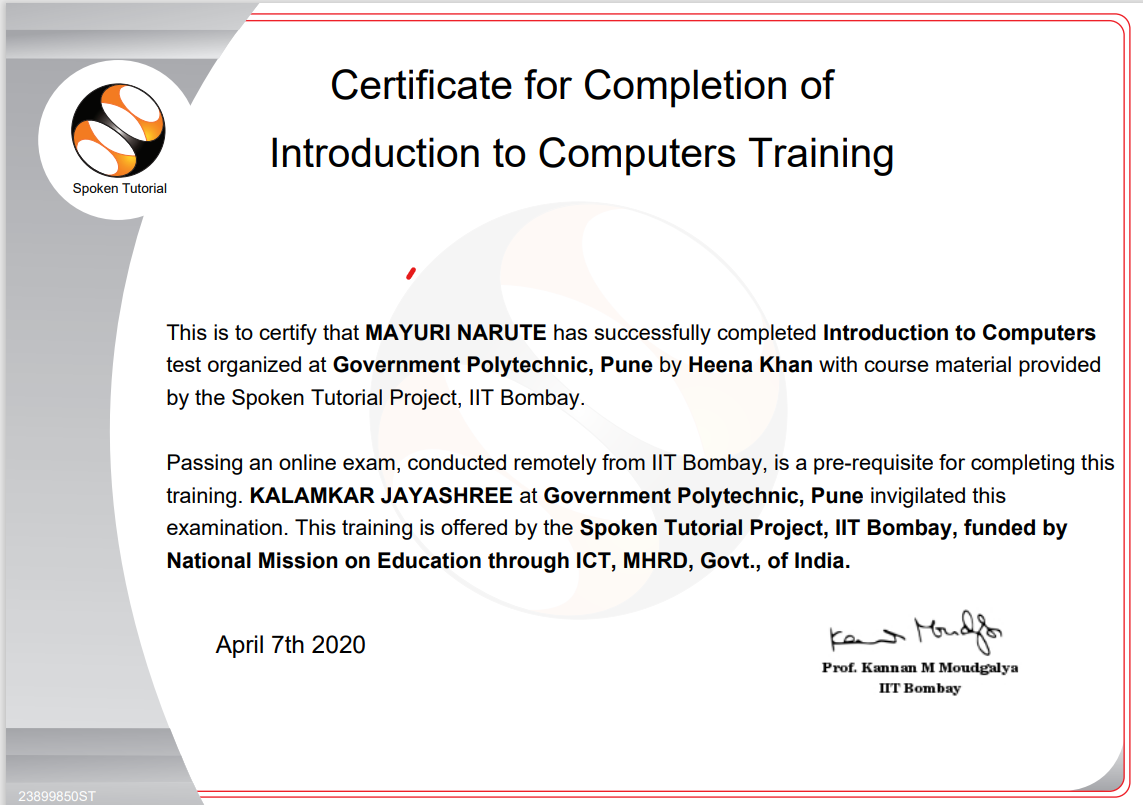 Certificate for Completion of
Introduction to Computers Training
Spoken Tutorial
This is to certify that MAYURI NARUTE has successfully completed Introduction to Computers
test organized at Government Polytechnic, Pune by Heena Khan with course material provided
by the Spoken Tutorial Project, IIT Bombay.
Passing an online exam, conducted remotely from IIT Bombay, is a pre-requisite for completing this
training. KALAMKAR JAYASHREE at Government Polytechnic, Pune invigilated this
examination. This training is offered by the Spoken Tutorial Project, IIT Bombay, funded by
National Mission on Education through ICT, MHRD, Govt., of India.
April 7th 2020
Prof. Kannan M Moudgalya
IIT Bombay
23899850ST